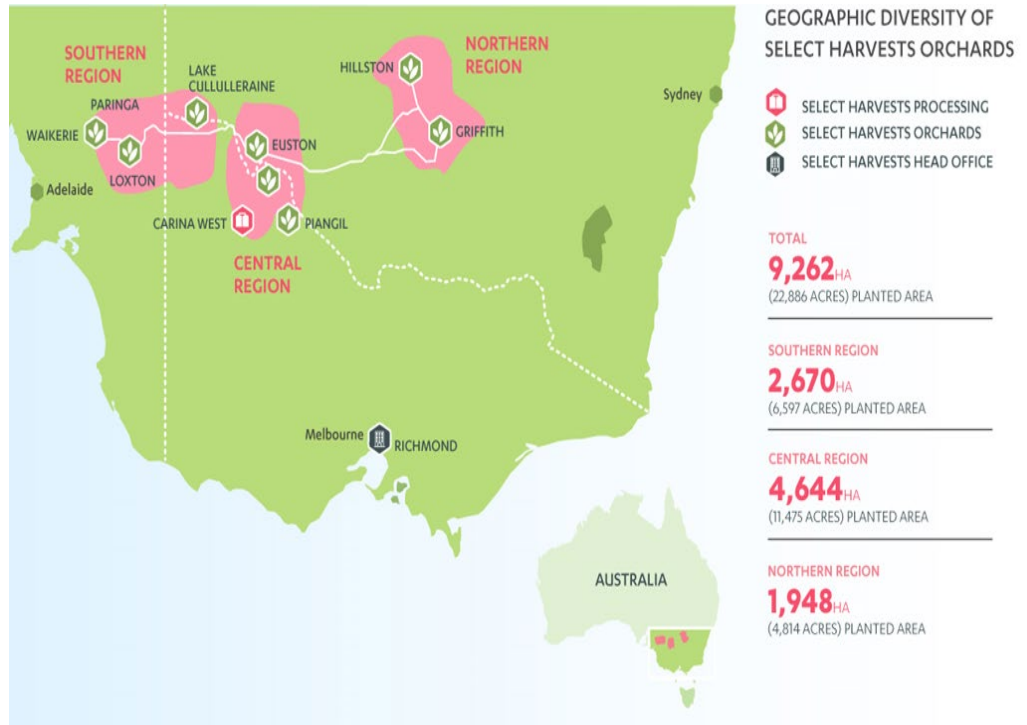 SOUTHERN
REGION
PARINGA
LAKE
CULLULLERAINE
WAIKERIE
LOXTON
Adelaide
HILLSTON
NORTHERN
REGION
GRIFFITH
Sydney
EUSTON
CARINA WEST
PIANGIL
CENTRAL
REGION
Melbourne
RICHMOND
AUSTRALIA
GEOGRAPHIC DIVERSITY OF
SELECT HARVESTS ORCHARDS
SELECT HARVESTS PROCESSING
SELECT HARVESTS ORCHARDS
SELECT HARVESTS HEAD OFFICE
TOTAL
9,262HA
(22,886 ACRES) PLANTED AREA
SOUTHERN REGION
2,670HA
(6,597 ACRES) PLANTED AREA
CENTRAL REGION
4,644HA
(11,475 ACRES) PLANTED AREA
NORTHERN REGION
1,948HA
(4,814 ACRES) PLANTED AREA